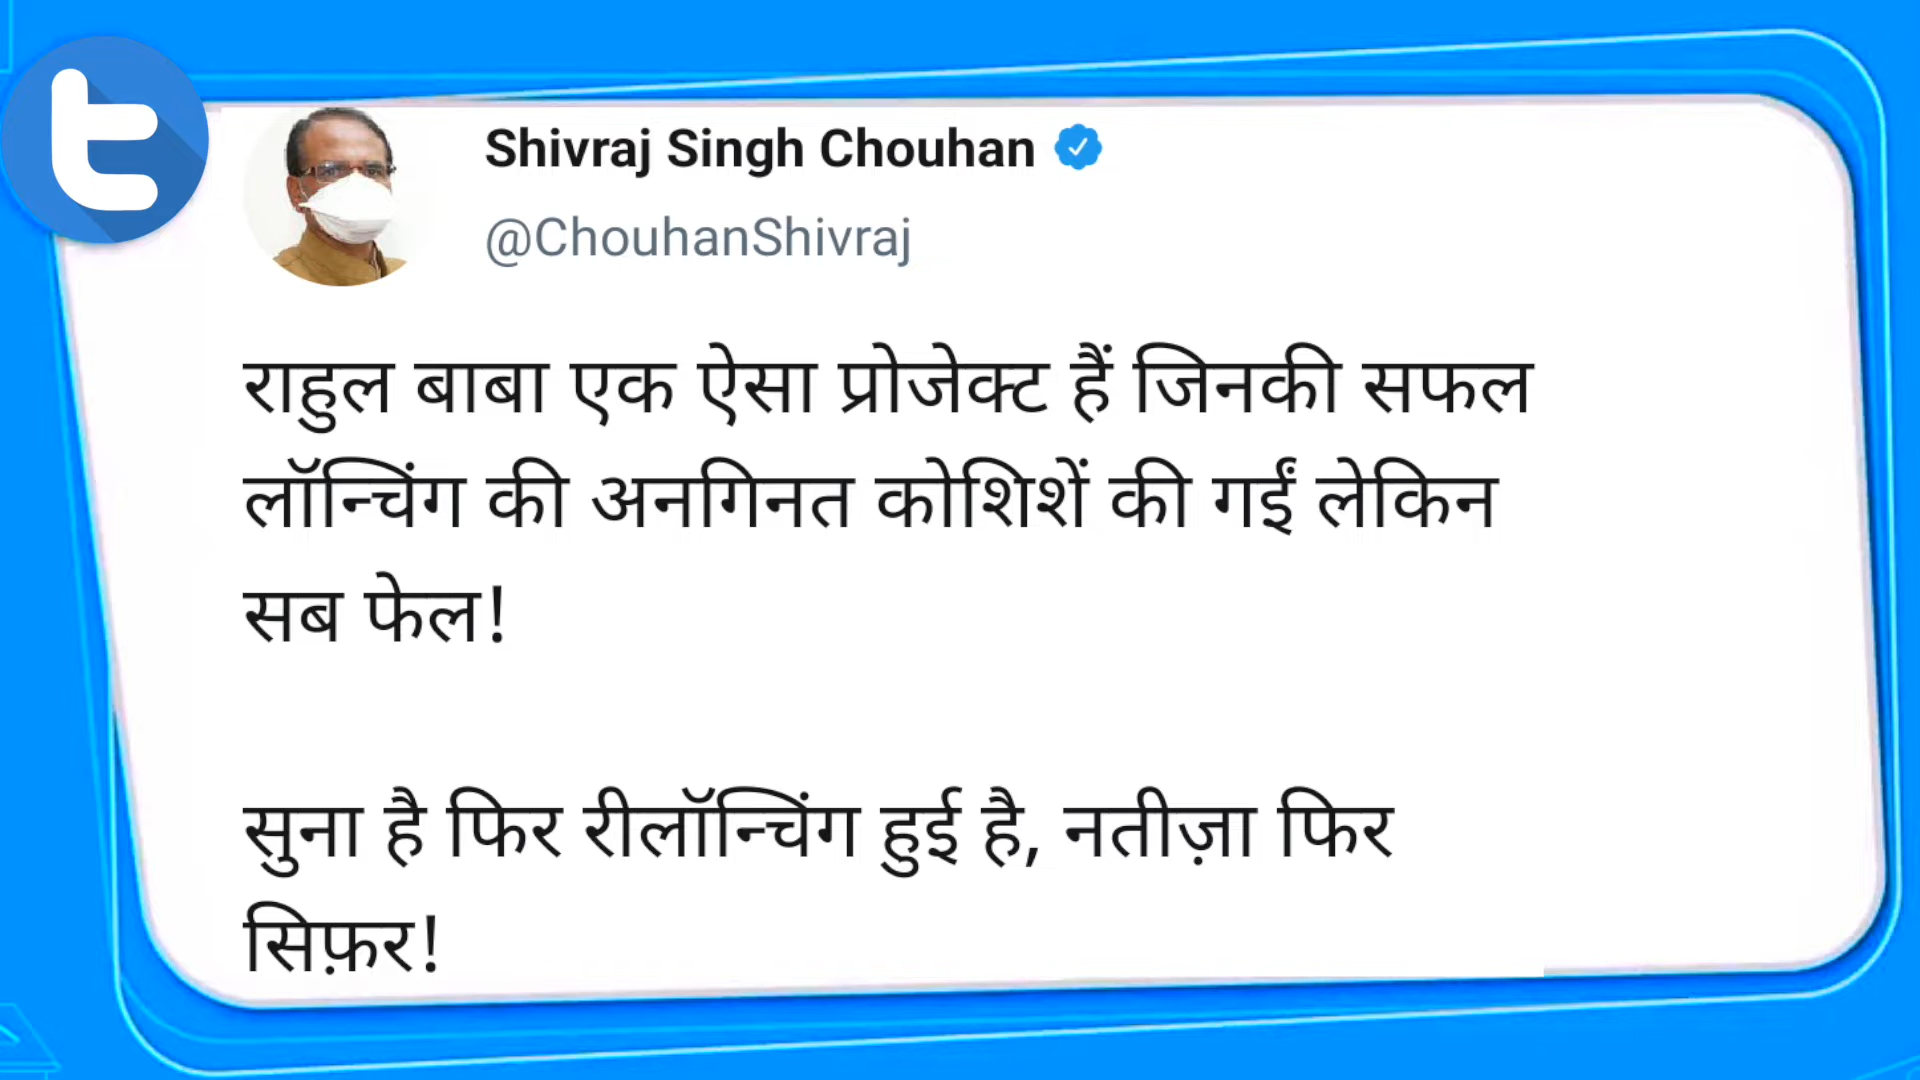 Shivraj Singh Chouhan
@ChouhanShivraj
राहुल बाबा एक ऐसा प्रोजेक्ट हैं जिनकी सफल
लॉन्चिंग की अनगिनत कोशिशें की गईं लेकिन
सब फेल!
सुना है फिर रीलॉन्चिंग हुई है, नतीज़ा फिर
सिफ़र!